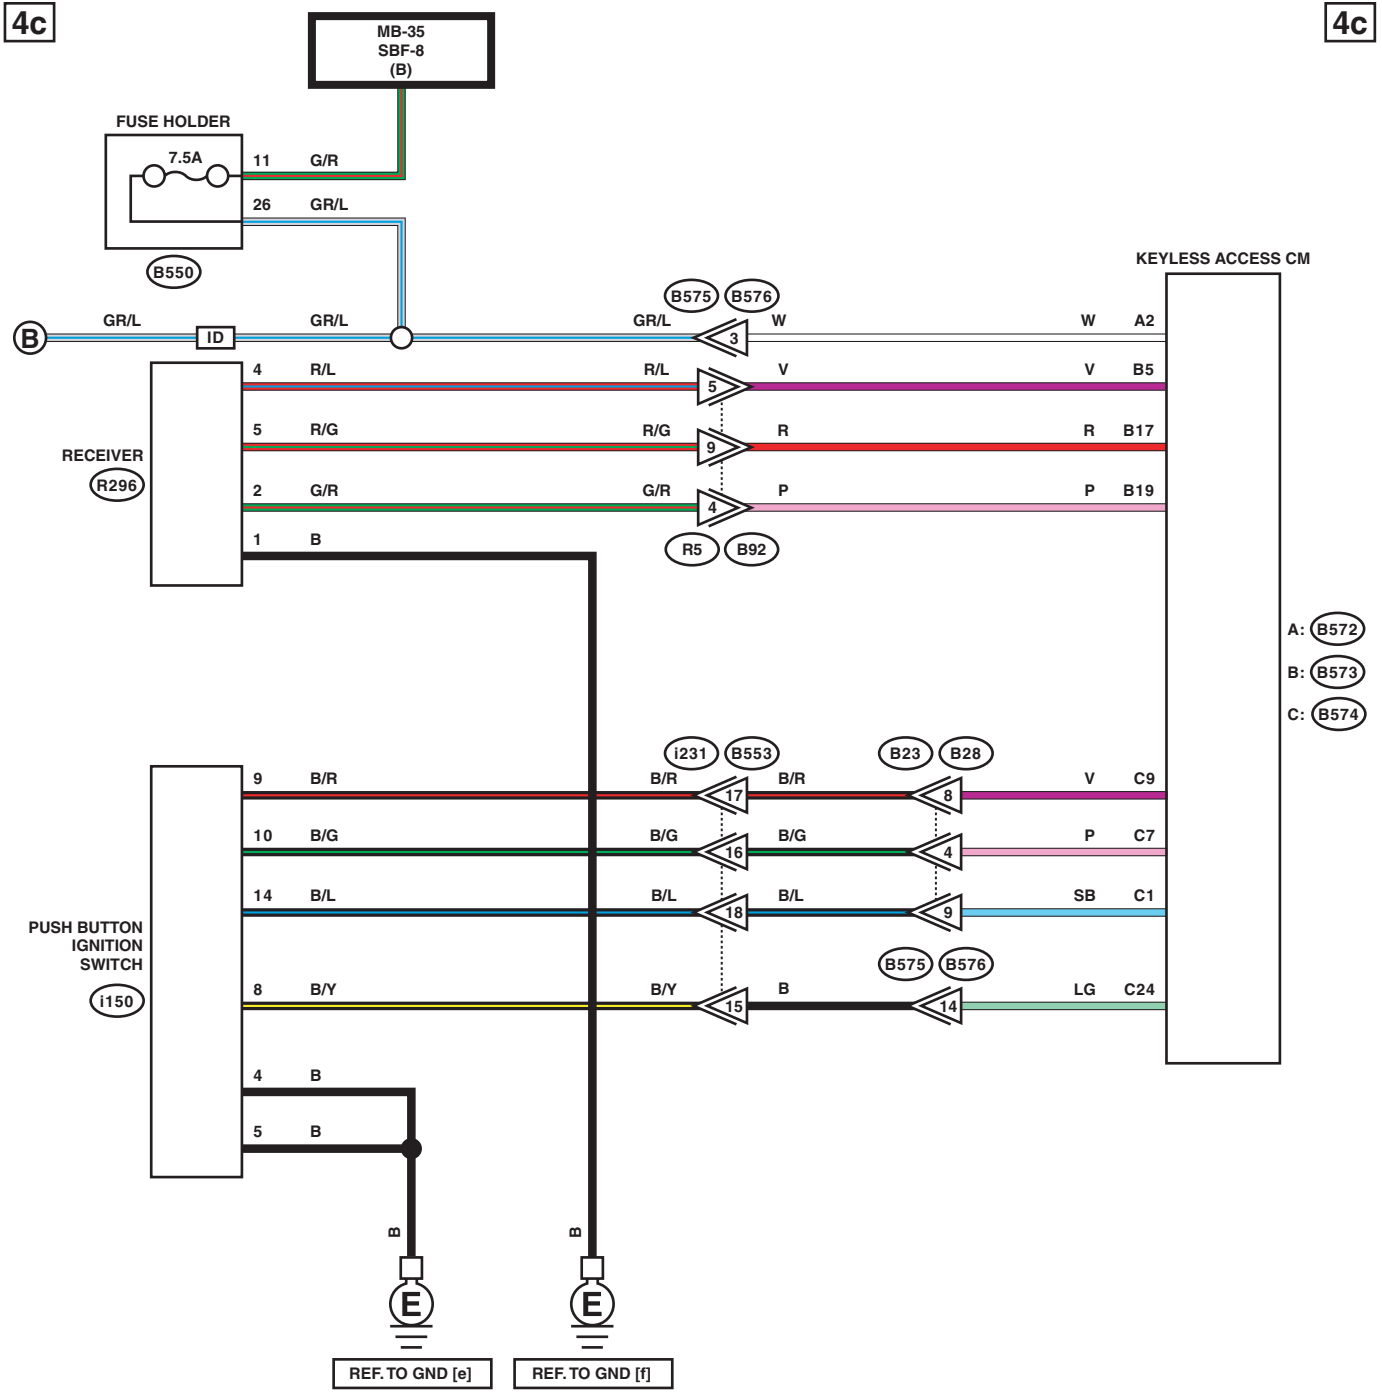 4c
4c
MB-35
SBF-8
(B)
FUSE HOLDER
7.5A
11 G/R
26 GR/L
B550
KEYLESS ACCESS CM
B575 B576
B GR/L ID GR/L GR/L 3 W W A2
4 R/L R/L 5 V V B5
5 R/G R/G 9 R R B17
RECEIVER
R296
2 G/R G/R 4 P P B19
1 B
R5 B92
A: B572
B: B573
C: B574
i231 B553 B23 B28
9 B/R B/R 17 B/R 8 V C9
10 B/G B/G 16 B/G 4 P C7
14 B/L B/L 18 B/L 9 SB C1
PUSH BUTTON
IGNITION
SWITCH
i150
B575 B576
8 B/Y B/Y 15 B 14 LG C24
4 B
5 B
B B
E E
REF. TO GND [e] REF. TO GND [f]